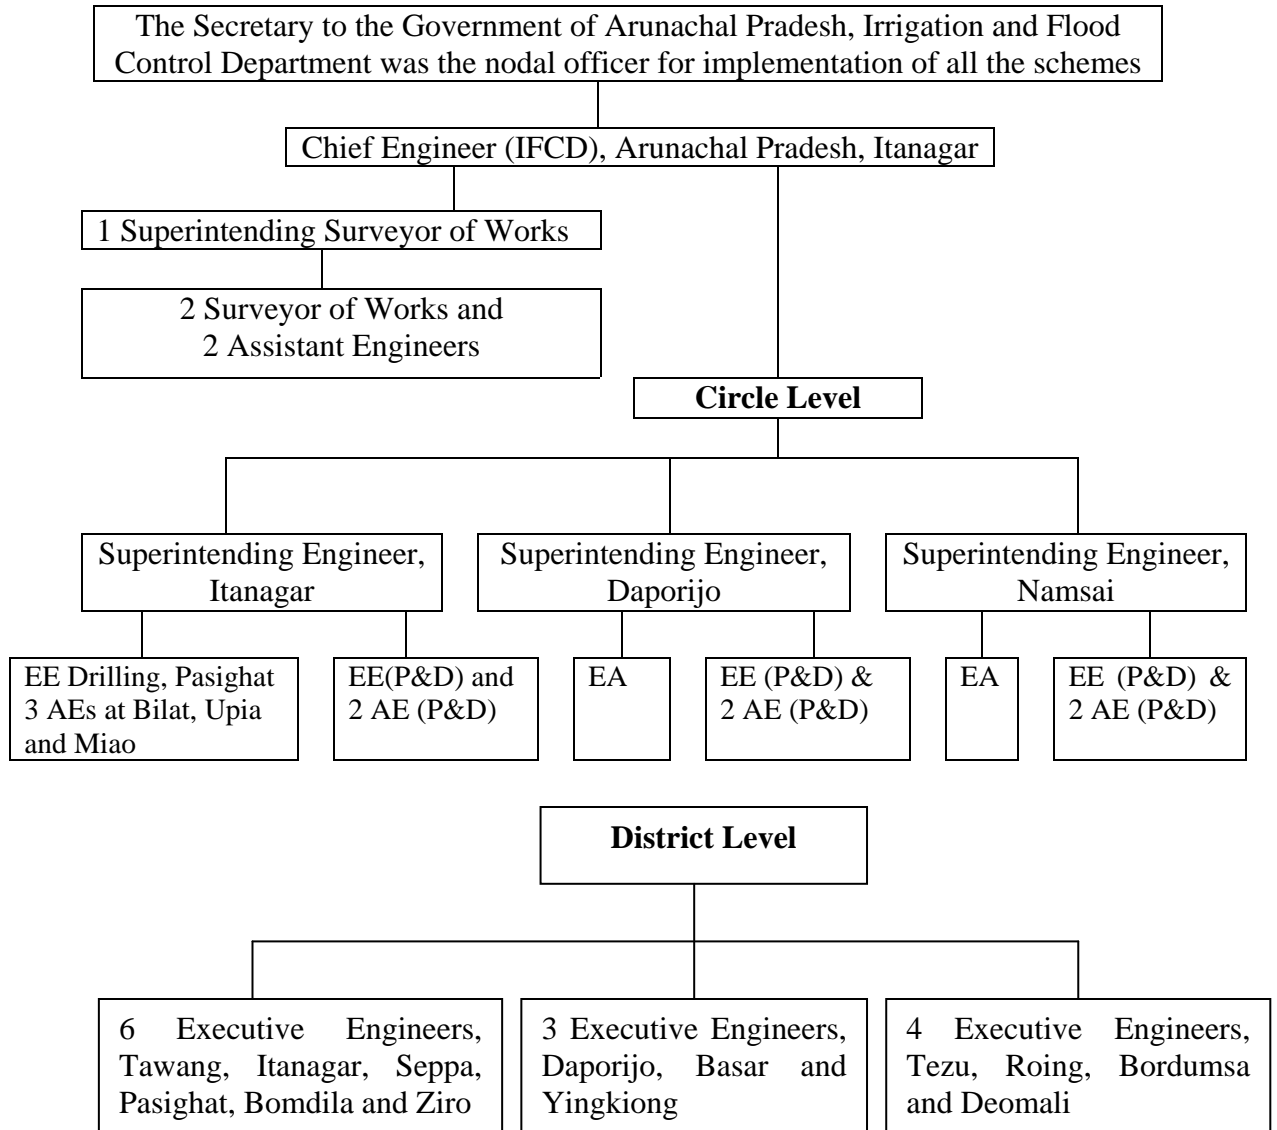 The Secretary to the Government of Arunachal Pradesh, Irrigation and Flood
Control Department was the nodal officer for implementation of all the schemes
Chief Engineer (IFCD), Arunachal Pradesh, Itanagar
1 Superintending Surveyor of Works
2 Surveyor of Works and
2 Assistant Engineers
Circle Level
Superintending Engineer,
Itanagar
Superintending Engineer,
Daporijo
Superintending Engineer,
Namsai
EE Drilling, Pasighat
3 AEs at Bilat, Upia
and Miao
EE(P&D) and
2 AE (P&D)
EA
EE (P&D) &
2 AE (P&D)
EA
EE (P&D) &
2 AE (P&D)
District Level
6 Executive Engineers,
Tawang, Itanagar, Seppa,
Pasighat, Bomdila and Ziro
3 Executive Engineers,
Daporijo, Basar and
Yingkiong
4 Executive Engineers,
Tezu, Roing, Bordumsa
and Deomali